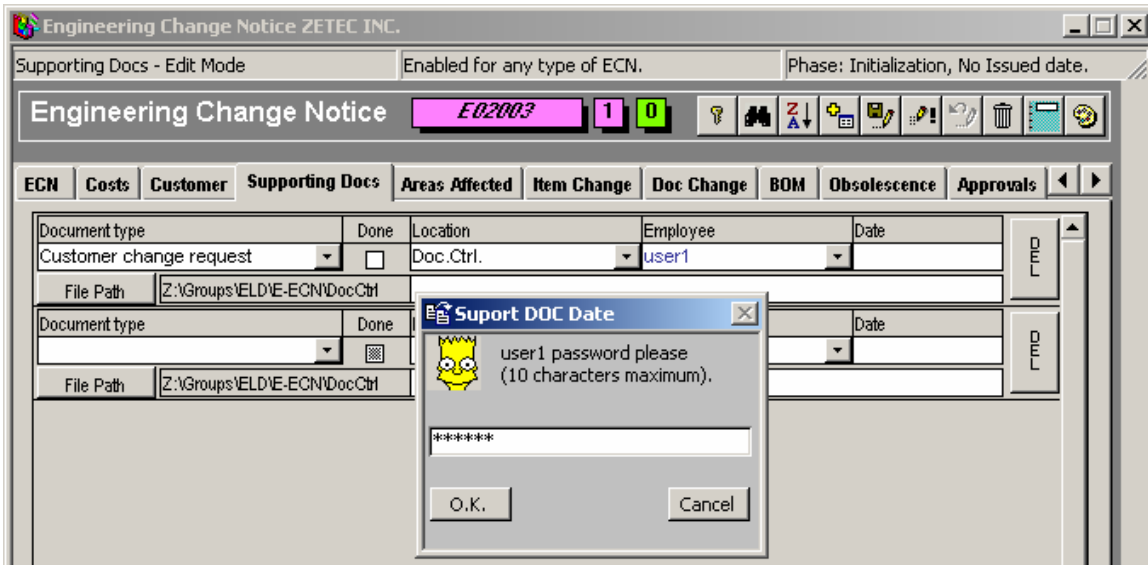 Engineering Change Notice ZETEC INC.
Supporting Docs - Edit Mode Enabled for any type of ECN. Phase: Initialization, No Issued date.
Engineering Change Notice E02003 1 0
ECN Costs Customer Supporting Docs Areas Affected Item Change Doc Change BOM Obsolescence Approvals
Document type Done Location Employee Date
Customer change request Doc.Ctrl. user1 DEL
File Path Z:\Groups\ELD\E-ECN\DocCtrl
Document type Done Date
DEL
File Path Z:\Groups\ELD\E-ECN\DocCtrl
Suport DOC Date
user1 password please
(10 characters maximum).
******
O.K. Cancel